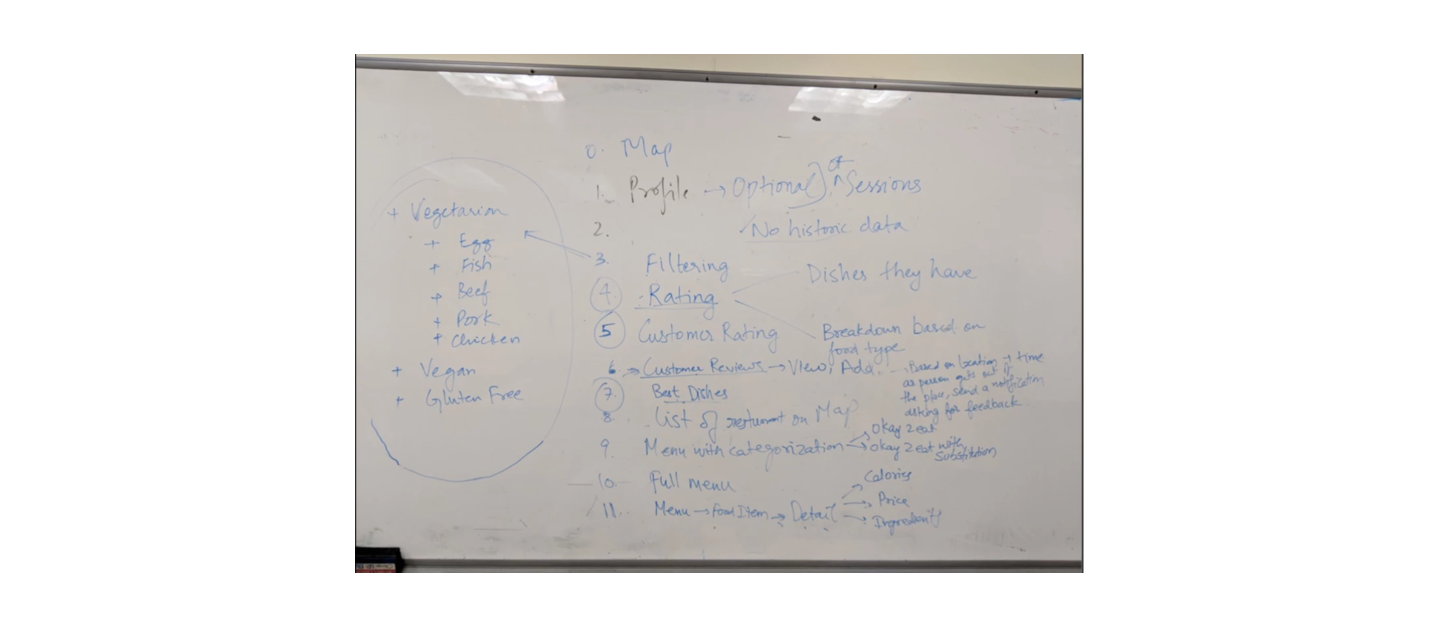 0. Map
1. Profile → Optional} of Sessions
2. No historic data
3. Filtering
+ Vegetarian
+ Egg
+ Fish
+ Beef
+ Pork
+ Chicken
+ Vegan
+ Gluten Free
4. Rating
Dishes they have
Breakdown based on
food type
5 Customer Rating
6 → Customer Reviews → View, Add
Based on location → time
as person gets out of
the place, send a notification
asking for feedback
7. Best Dishes
8. List of resturant on Map
9. Menu with categorization
→ Okay 2 eat
→ Okay 2 eat with
Substitution
10. Full menu
11. Menu → Food Item → Detail
→ Calories
→ Price
→ Ingredients